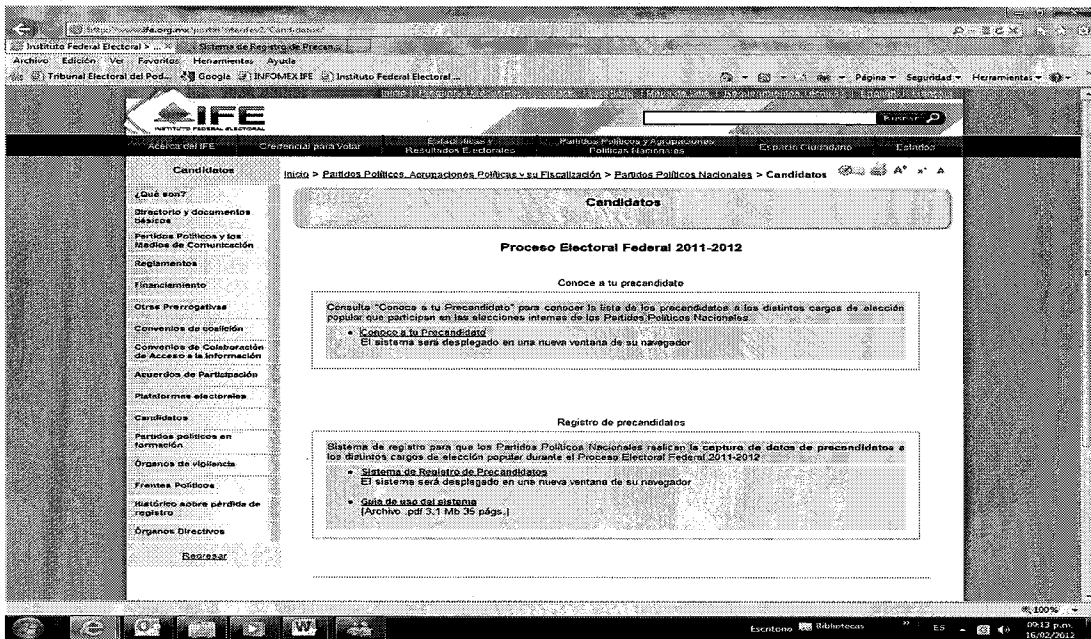 Instituto Federal Electoral > ...
Sistema de Registro de Precan...
Archivo Edición Ver Favoritos Herramientas Ayuda
Tribunal Electoral del Pod... Google INFOMEX IFE Instituto Federal Electoral ...
Página Seguridad Herramientas
IFE
INSTITUTO FEDERAL ELECTORAL
Buscar
Acerca del IFE
Credencial para Votar
Estadísticas y
Resultados Electorales
Partidos Políticos y Agrupaciones
Políticas Nacionales
Espacio Ciudadano
Estados
Inicio > Partidos Políticos, Agrupaciones Políticas y su Fiscalización > Partidos Políticos Nacionales > Candidatos
A+ A
Candidatos
¿Qué son?
Directorio y documentos
básicos
Partidos Políticos y los
Medios de Comunicación
Reglamentos
Financiamiento
Otras Prerrogativas
Convenios de coalición
Convenios de Colaboración
de Acceso a la Información
Acuerdos de Participación
Plataformas electorales
Candidatos
Partidos políticos en
formación
Órganos de vigilancia
Frentes Políticos
Histórico sobre pérdida de
registro
Órganos Directivos
Regresar
Candidatos
Proceso Electoral Federal 2011-2012
Conoce a tu precandidato
Consulta "Conoce a tu Precandidato" para conocer la lista de los precandidatos a los distintos cargos de elección
popular que participan en las elecciones internas de los Partidos Políticos Nacionales
Conoce a tu Precandidato
El sistema será desplegado en una nueva ventana de su navegador
Registro de precandidatos
Sistema de registro para que los Partidos Políticos Nacionales realicen la captura de datos de precandidatos a
los distintos cargos de elección popular durante el Proceso Electoral Federal 2011-2012
Sistema de Registro de Precandidatos
El sistema será desplegado en una nueva ventana de su navegador
Guía de uso del sistema
[Archivo .pdf 3.1 Mb 35 págs.]
100%
Escritorio Bibliotecas
ES
09:13 p.m.
16/02/2012